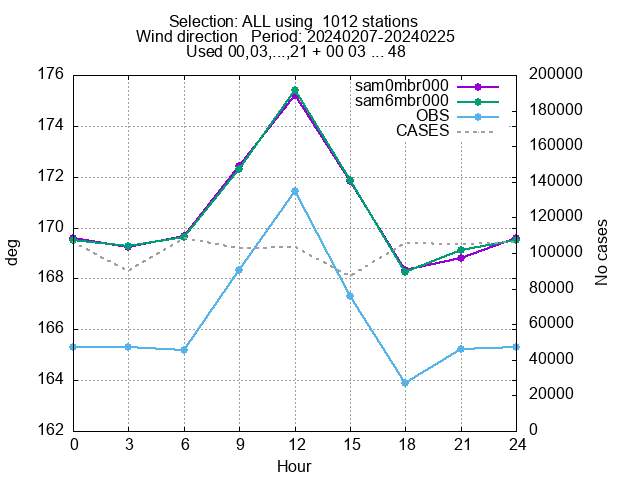 Selection: ALL using  1012 stations
Wind direction   Period: 20240207-20240225
Used 00,03,...,21 + 00 03 ... 48
sam0mbr000
sam6mbr000
OBS
CASES
176
174
172
170
168
166
164
162
deg
200000
180000
160000
140000
120000
100000
80000
60000
40000
20000
0
No cases
0 3 6 9 12 15 18 21 24
Hour